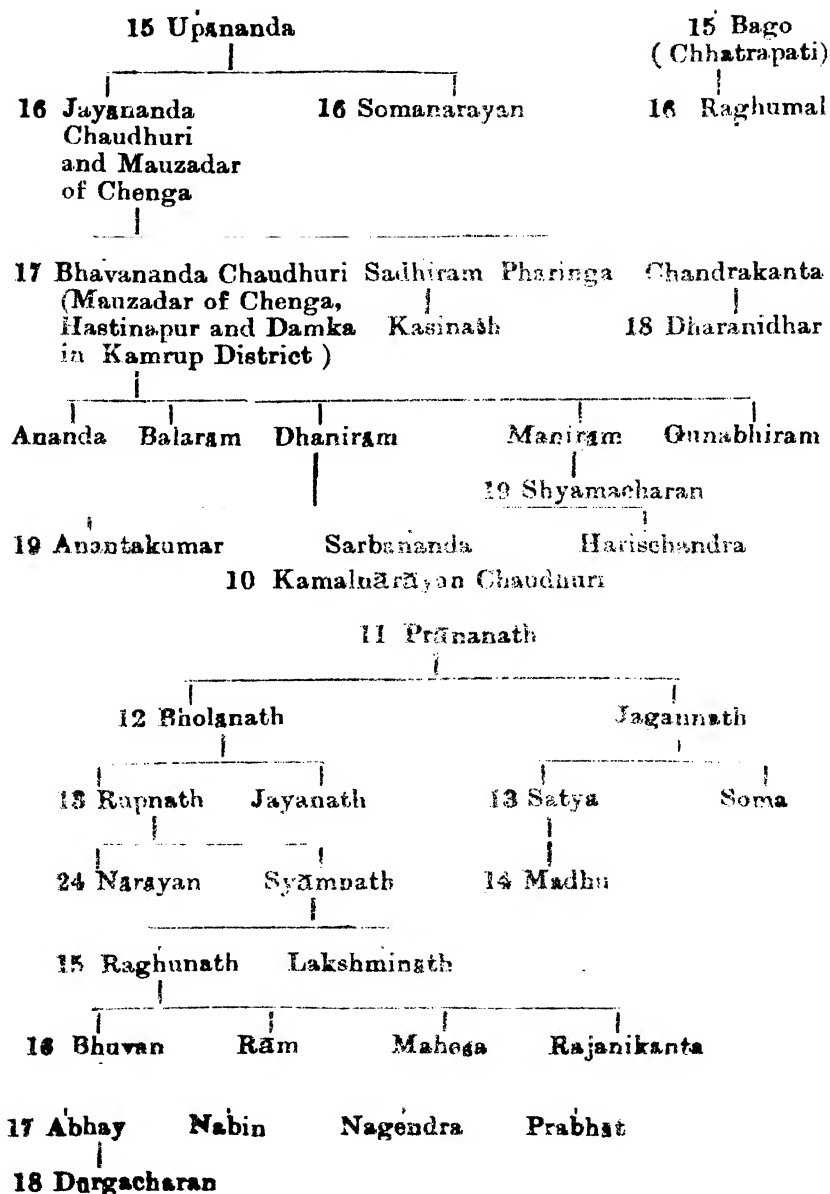 15 Upananda 15 Bago
( Chhatrapati)
16 Jayananda 16 Somanarayan 16 Raghumal
Chaudhuri
and Mauzadar
of Chenga
17 Bhavananda Chaudhuri Sadhiram Pharinga Chandrakanta
(Mauzadar of Chenga,
Hastinapur and Damka Kasinash 18 Dharanidhar
in Kamrup District )
Ananda Balaram Dhaniram Maniram Gunabhiram
19 Shyamacharan
19 Anantakumar Sarbananda Harischandra
10 Kamalnārāyan Chaudhuri
11 Prānanath
12 Bholanath Jagannath
13 Rupnath Jayanath 13 Satya Soma
24 Narayan Syāmnath 14 Madhu
15 Raghunath Lakshminath
16 Bhuvan Rām Mahesa Rajanikanta
17 Abhay Nabin Nagendra Prabhat
18 Durgacharan